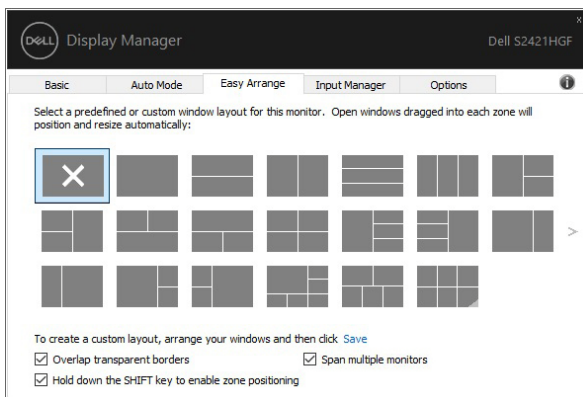 DELL Display Manager
Dell S2421HGF
Basic Auto Mode Easy Arrange Input Manager Options
Select a predefined or custom window layout for this monitor. Open windows dragged into each zone will
position and resize automatically:
To create a custom layout, arrange your windows and then click Save
Overlap transparent borders
Span multiple monitors
Hold down the SHIFT key to enable zone positioning